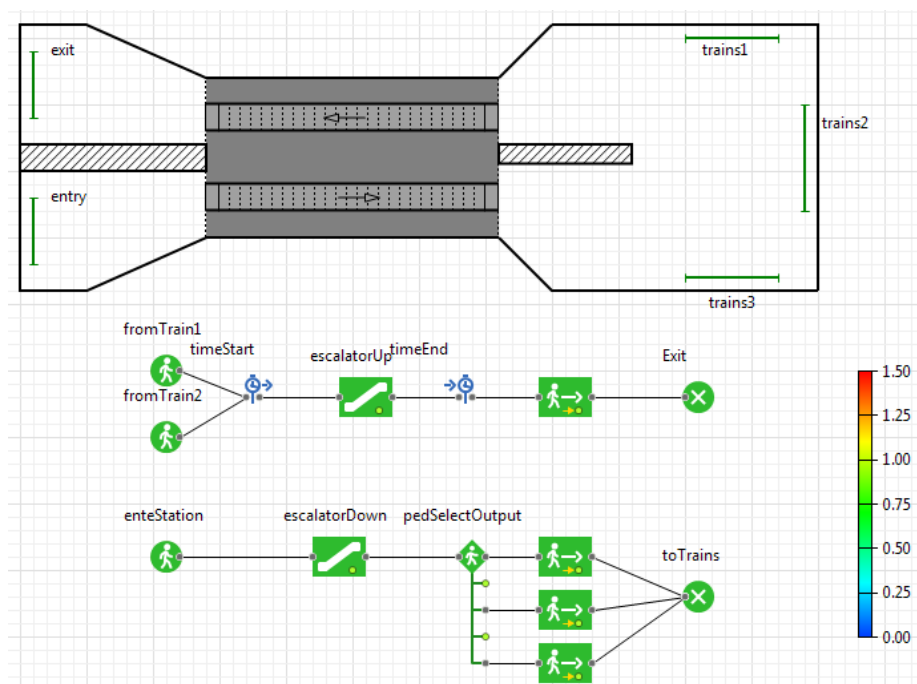 exit
trains1
trains2
entry
trains3
fromTrain1
timeStart
escalatorUp
timeEnd
Exit
fromTrain2
1.50
1.25
1.00
0.75
0.50
0.25
0.00
enteStation
escalatorDown
pedSelectOutput
toTrains